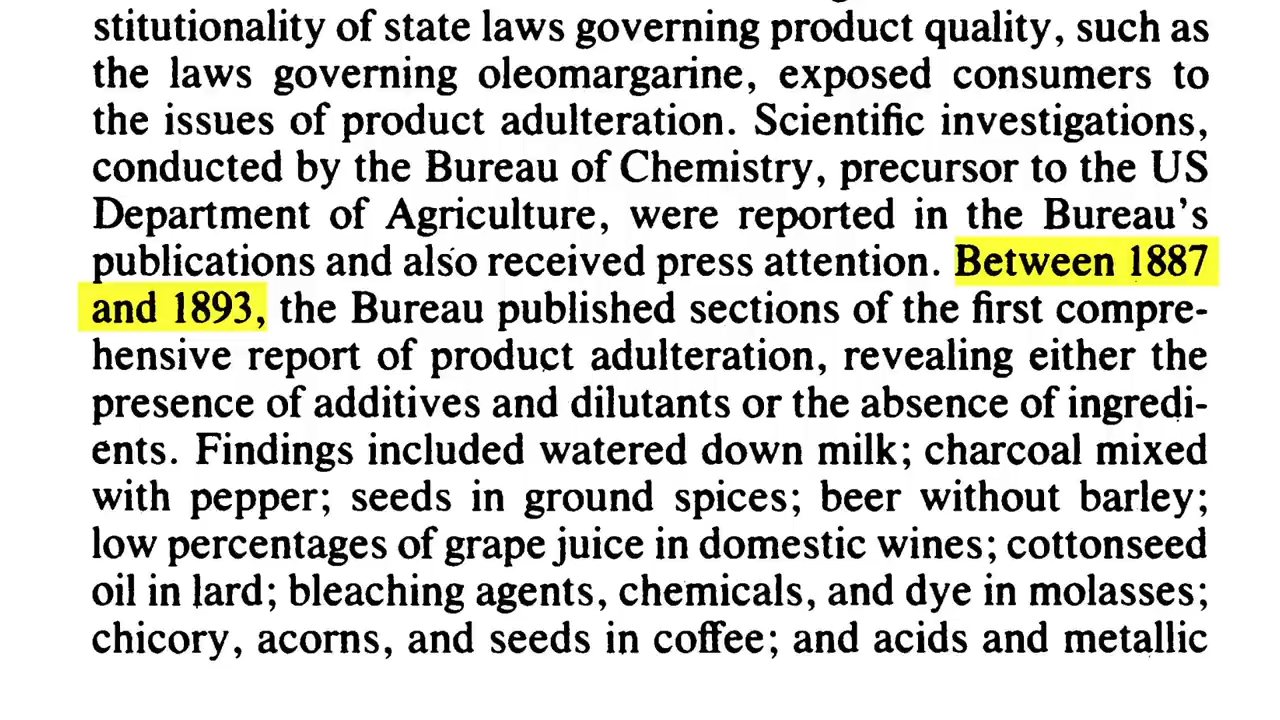 stitutionality of state laws governing product quality, such as
the laws governing oleomargarine, exposed consumers to
the issues of product adulteration. Scientific investigations,
conducted by the Bureau of Chemistry, precursor to the US
Department of Agriculture, were reported in the Bureau's
publications and also received press attention. Between 1887
and 1893, the Bureau published sections of the first compre-
hensive report of product adulteration, revealing either the
presence of additives and dilutants or the absence of ingredi-
ents. Findings included watered down milk; charcoal mixed
with pepper; seeds in ground spices; beer without barley;
low percentages of grape juice in domestic wines; cottonseed
oil in lard; bleaching agents, chemicals, and dye in molasses;
chicory, acorns, and seeds in coffee; and acids and metallic